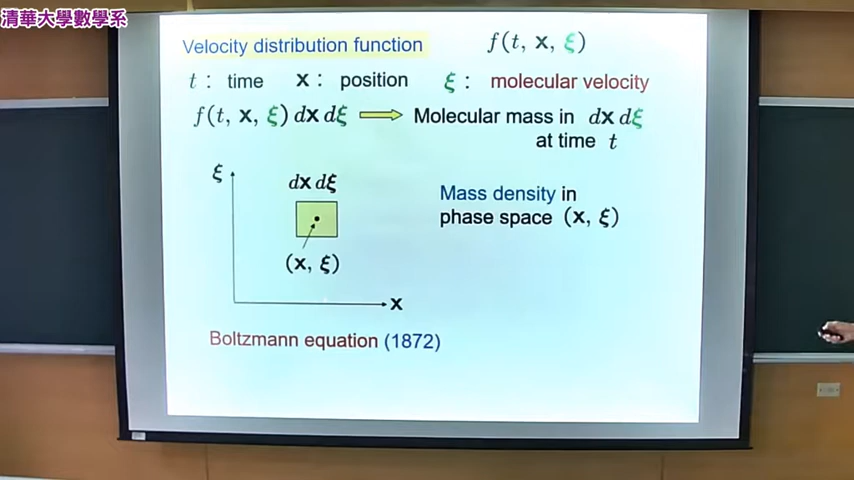 清華大學數學系
Velocity distribution function f(t, x, ξ)
t : time x : position ξ : molecular velocity
f(t, x, ξ) dx dξ Molecular mass in dx dξ
at time t
ξ
dx dξ
Mass density in
phase space (x, ξ)
(x, ξ)
x
Boltzmann equation (1872)